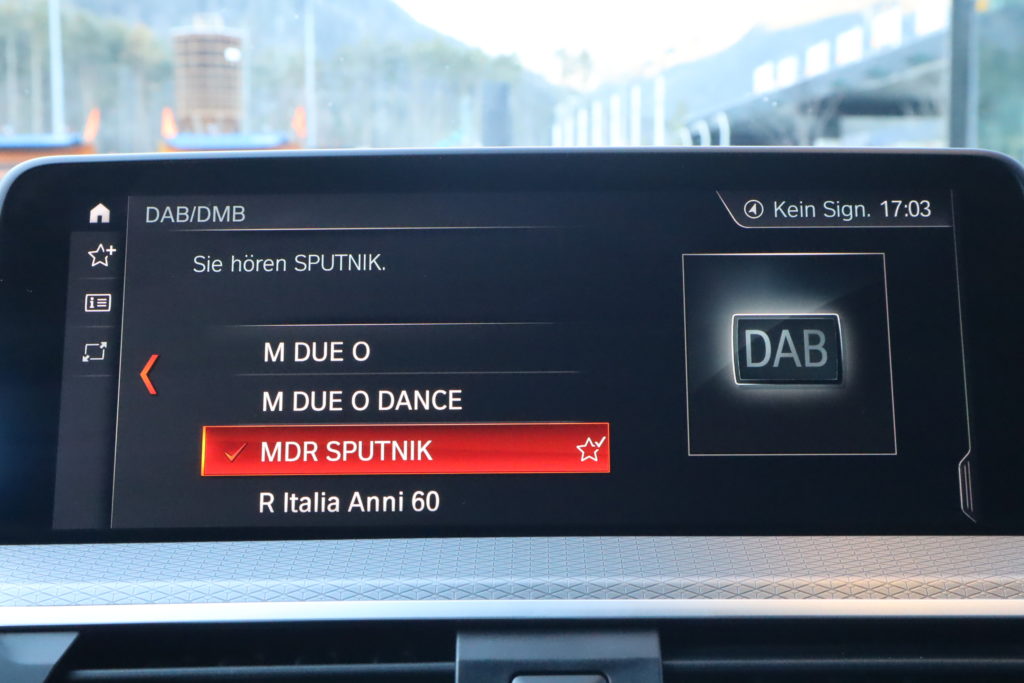 DAB/DMB
Kein Sign. 17:03
Sie hören SPUTNIK.
M DUE O
M DUE O DANCE
MDR SPUTNIK
R Italia Anni 60
DAB